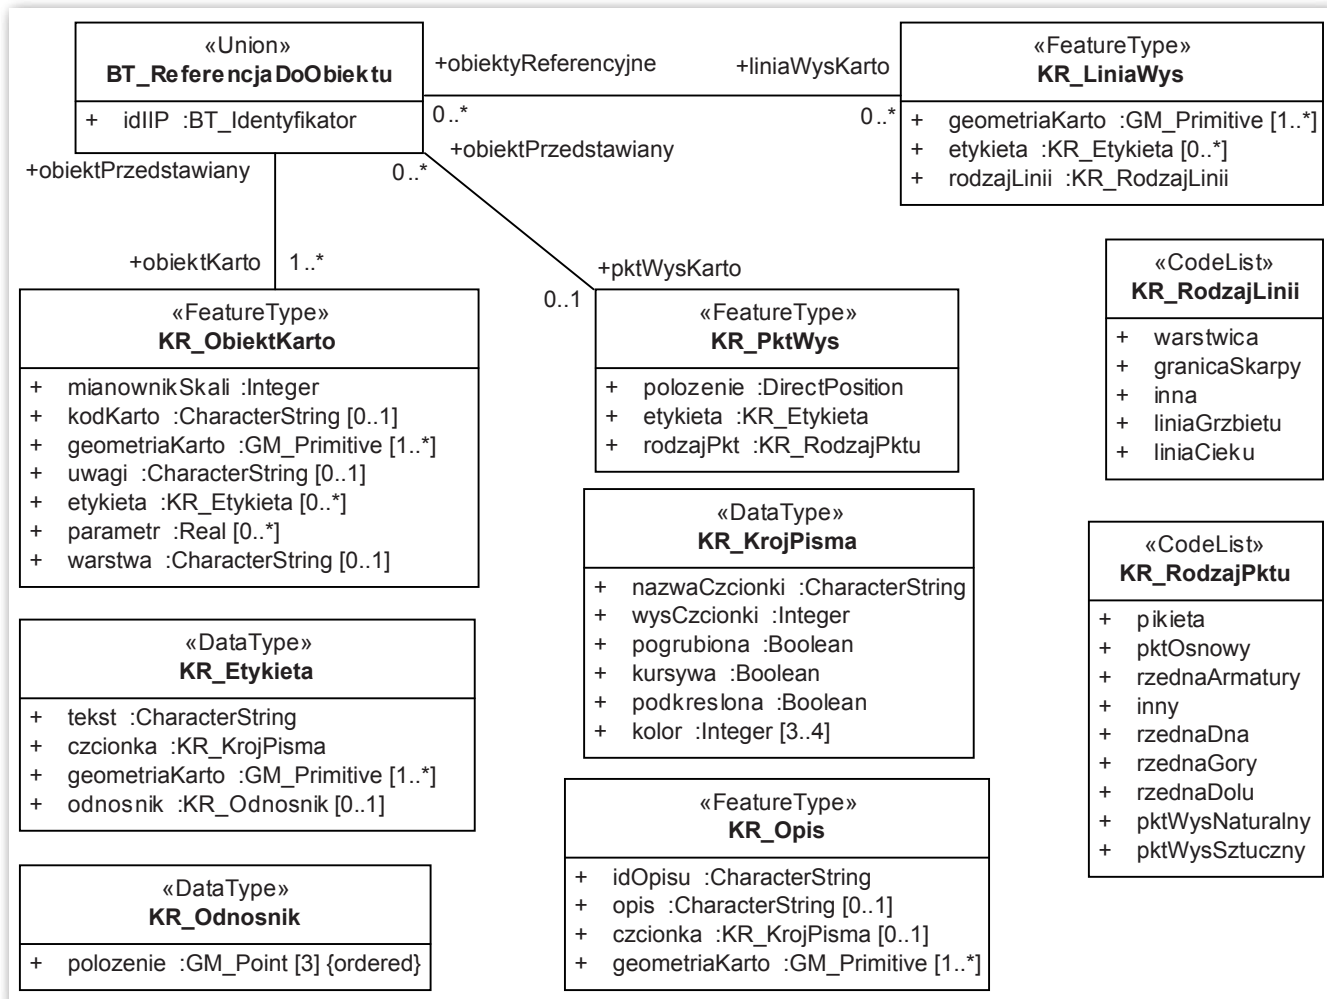 «Union»
BT_ReferencjaDoObiektu
+ idIIP :BT_Identyfikator
+obiektyReferencyjne
+liniaWysKarto
0..*
0..*
«FeatureType»
KR_LiniaWys
+ geometriaKarto :GM_Primitive [1..*]
+ etykieta :KR_Etykieta [0..*]
+ rodzajLinii :KR_RodzajLinii
+obiektPrzedstawiany
+obiektPrzedstawiany
0..*
+obiektKarto
1..*
+pktWysKarto
0..1
«FeatureType»
KR_ObiektKarto
+ mianownikSkali :Integer
+ kodKarto :CharacterString [0..1]
+ geometriaKarto :GM_Primitive [1..*]
+ uwagi :CharacterString [0..1]
+ etykieta :KR_Etykieta [0..*]
+ parametr :Real [0..*]
+ warstwa :CharacterString [0..1]
«FeatureType»
KR_PktWys
+ polozenie :DirectPosition
+ etykieta :KR_Etykieta
+ rodzajPkt :KR_RodzajPktu
«CodeList»
KR_RodzajLinii
+ warstwica
+ granicaSkarpy
+ inna
+ liniaGrzbietu
+ liniaCieku
«DataType»
KR_KrojPisma
+ nazwaCzcionki :CharacterString
+ wysCzcionki :Integer
+ pogrubiona :Boolean
+ kursywa :Boolean
+ podkreslona :Boolean
+ kolor :Integer [3..4]
«CodeList»
KR_RodzajPktu
+ pikieta
+ pktOsnowy
+ rzednaArmatury
+ inny
+ rzednaDna
+ rzednaGory
+ rzednaDolu
+ pktWysNaturalny
+ pktWysSztuczny
«DataType»
KR_Etykieta
+ tekst :CharacterString
+ czcionka :KR_KrojPisma
+ geometriaKarto :GM_Primitive [1..*]
+ odnosnik :KR_Odnosnik [0..1]
«FeatureType»
KR_Opis
+ idOpisu :CharacterString
+ opis :CharacterString [0..1]
+ czcionka :KR_KrojPisma [0..1]
+ geometriaKarto :GM_Primitive [1..*]
«DataType»
KR_Odnosnik
+ polozenie :GM_Point [3] {ordered}